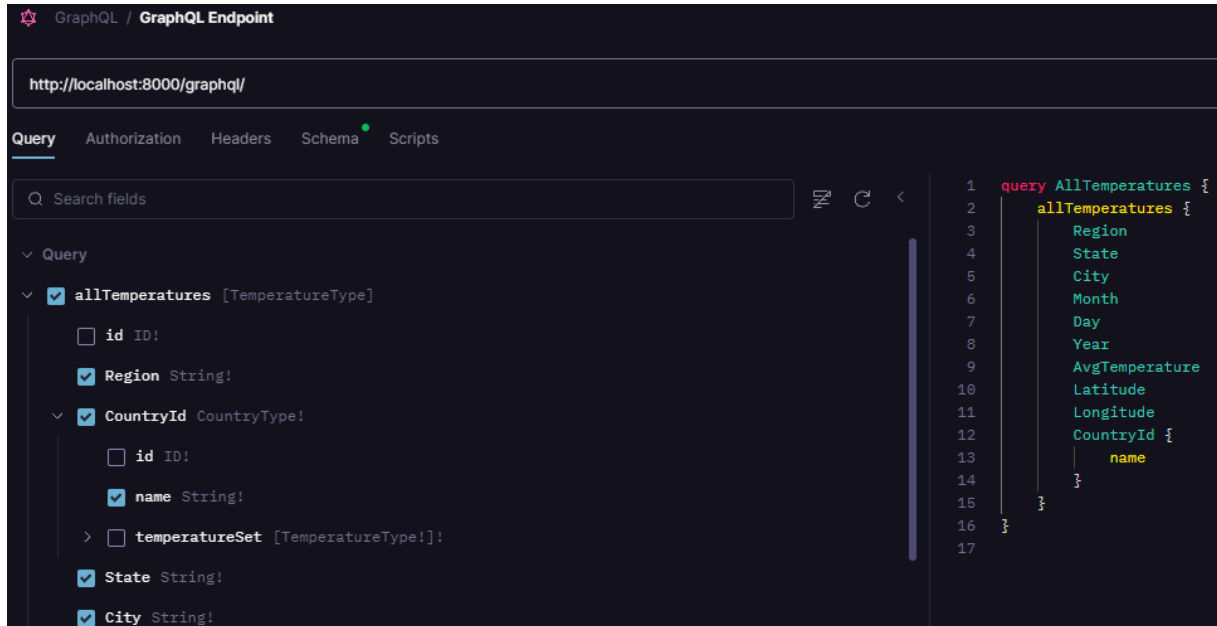 GraphQL / GraphQL Endpoint
http://localhost:8000/graphql/
Query Authorization Headers Schema Scripts
Search fields
Query
allTemperatures [TemperatureType]
id ID!
Region String!
CountryId CountryType!
id ID!
name String!
temperatureSet [TemperatureType!]!
State String!
City String!
1 query AllTemperatures {
2 allTemperatures {
3 Region
4 State
5 City
6 Month
7 Day
8 Year
9 AvgTemperature
10 Latitude
11 Longitude
12 CountryId {
13 name
14 }
15 }
16 }
17